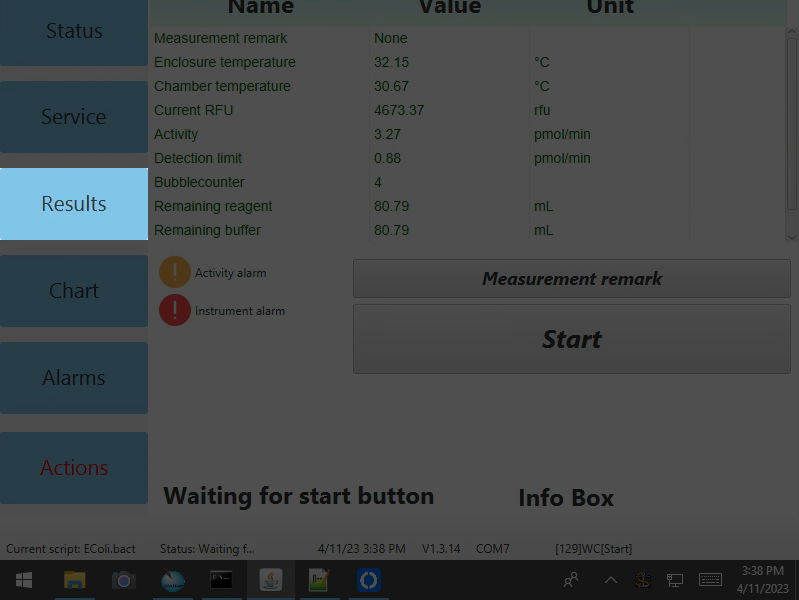 Name Value Unit
Status
Measurement remark None
Enclosure temperature 32.15 °C
Chamber temperature 30.67 °C
Service
Current RFU 4673.37 rfu
Activity 3.27 pmol/min
Detection limit 0.88 pmol/min
Bubblecounter 4
Results
Remaining reagent 80.79 mL
Remaining buffer 80.79 mL
Activity alarm
Measurement remark
Chart
Instrument alarm
Start
Alarms
Actions
Waiting for start button Info Box
Current script: EColi.bact Status: Waiting f... 4/11/23 3:38 PM V1.3.14 COM7 [129]WC[Start]
3:38 PM
4/11/2023